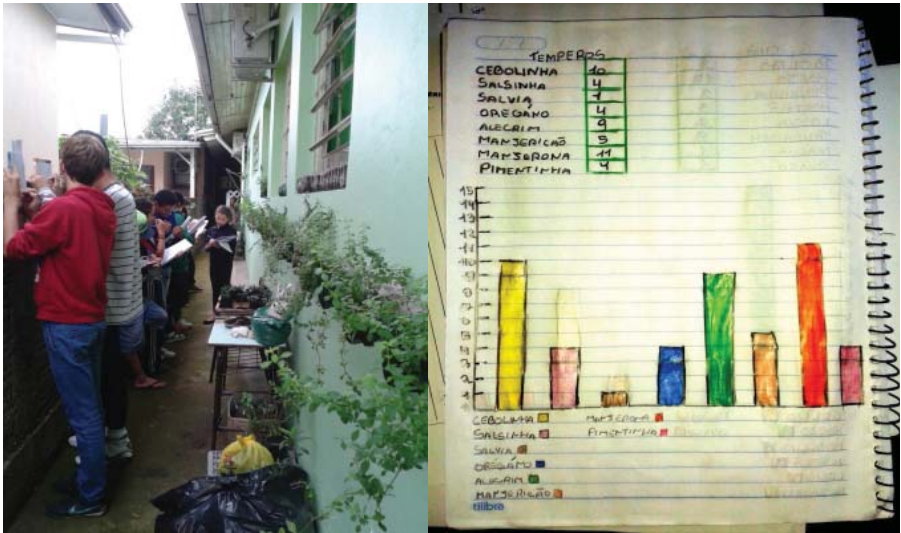 TEMPEROS
CEBOLINHA 10
SALSINHA 4
SALVIA 1
OREGANO 4
ALECRIM 9
MANJERICÃO 5
MANJERONA 11
PIMENTINHA 4
15
14
13
12
11
10
9
8
7
6
5
4
3
2
1
CEBOLINHA MANJERONA
SALSINHA PIMENTINHA
SALVIA
OREGANO
ALECRIM
MANJERICÃO
tilibra